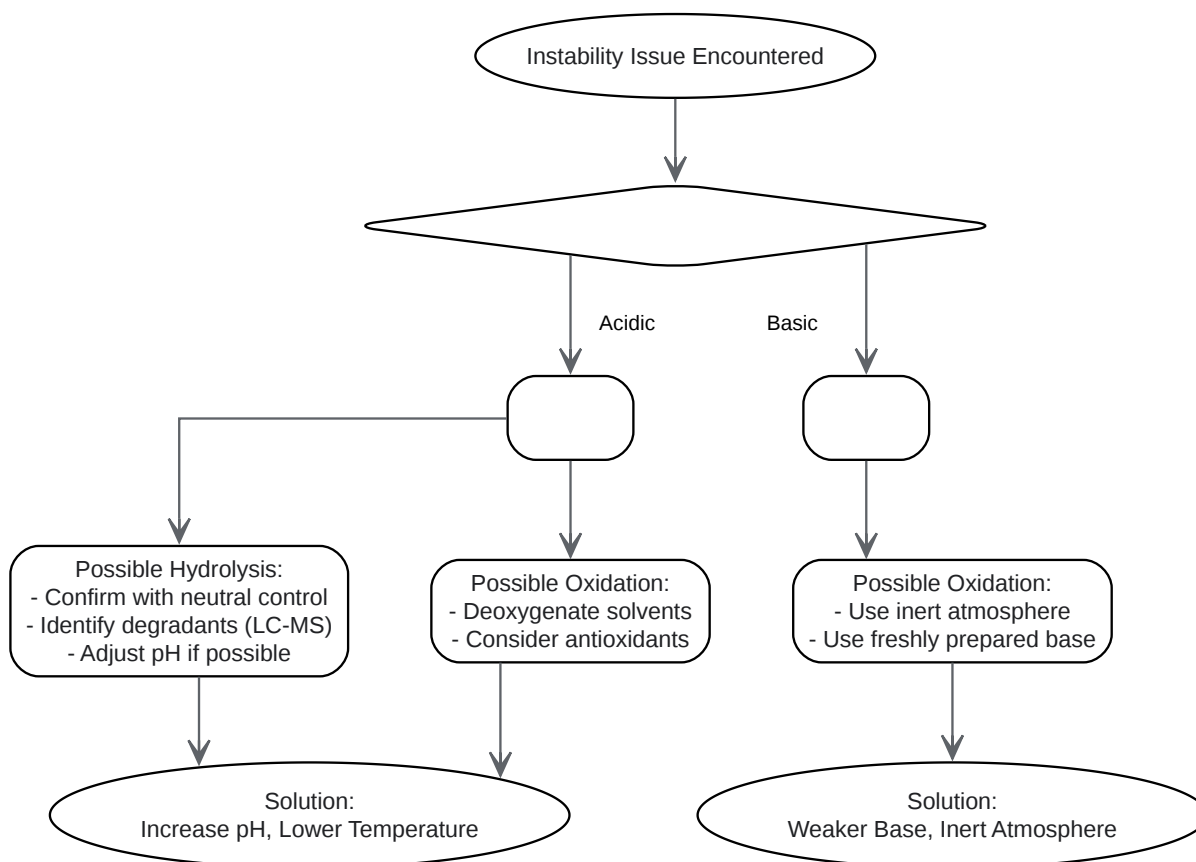 Instability Issue Encountered
Acidic
Basic
Possible Hydrolysis:
- Confirm with neutral control
- Identify degradants (LC-MS)
- Adjust pH if possible
Possible Oxidation:
- Deoxygenate solvents
- Consider antioxidants
Possible Oxidation:
- Use inert atmosphere
- Use freshly prepared base
Solution:
Increase pH, Lower Temperature
Solution:
Weaker Base, Inert Atmosphere